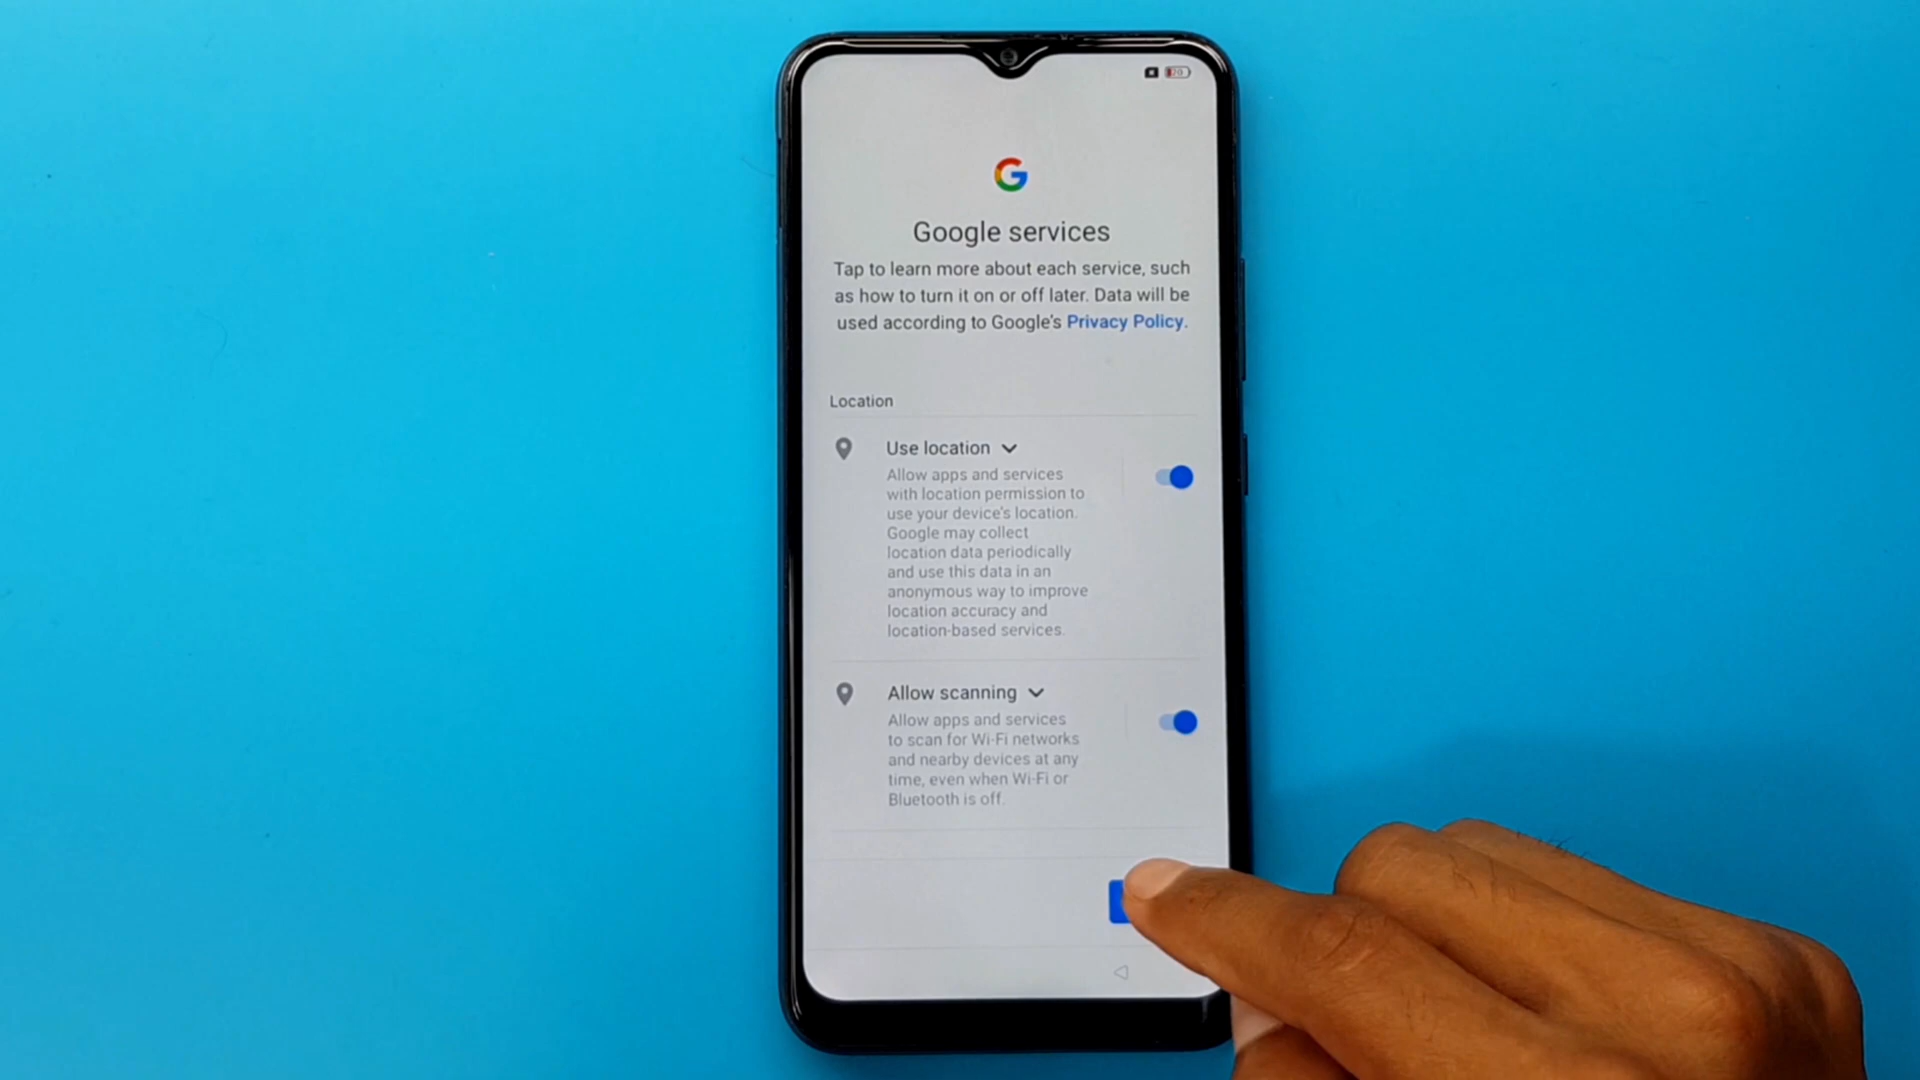 20
Google services
Tap to learn more about each service, such
as how to turn it on or off later. Data will be
used according to Google's Privacy Policy.
Location
Use location
Allow apps and services
with location permission to
use your device's location.
Google may collect
location data periodically
and use this data in an
anonymous way to improve
location accuracy and
location-based services.
Allow scanning
Allow apps and services
to scan for Wi-Fi networks
and nearby devices at any
time, even when Wi-Fi or
Bluetooth is off.